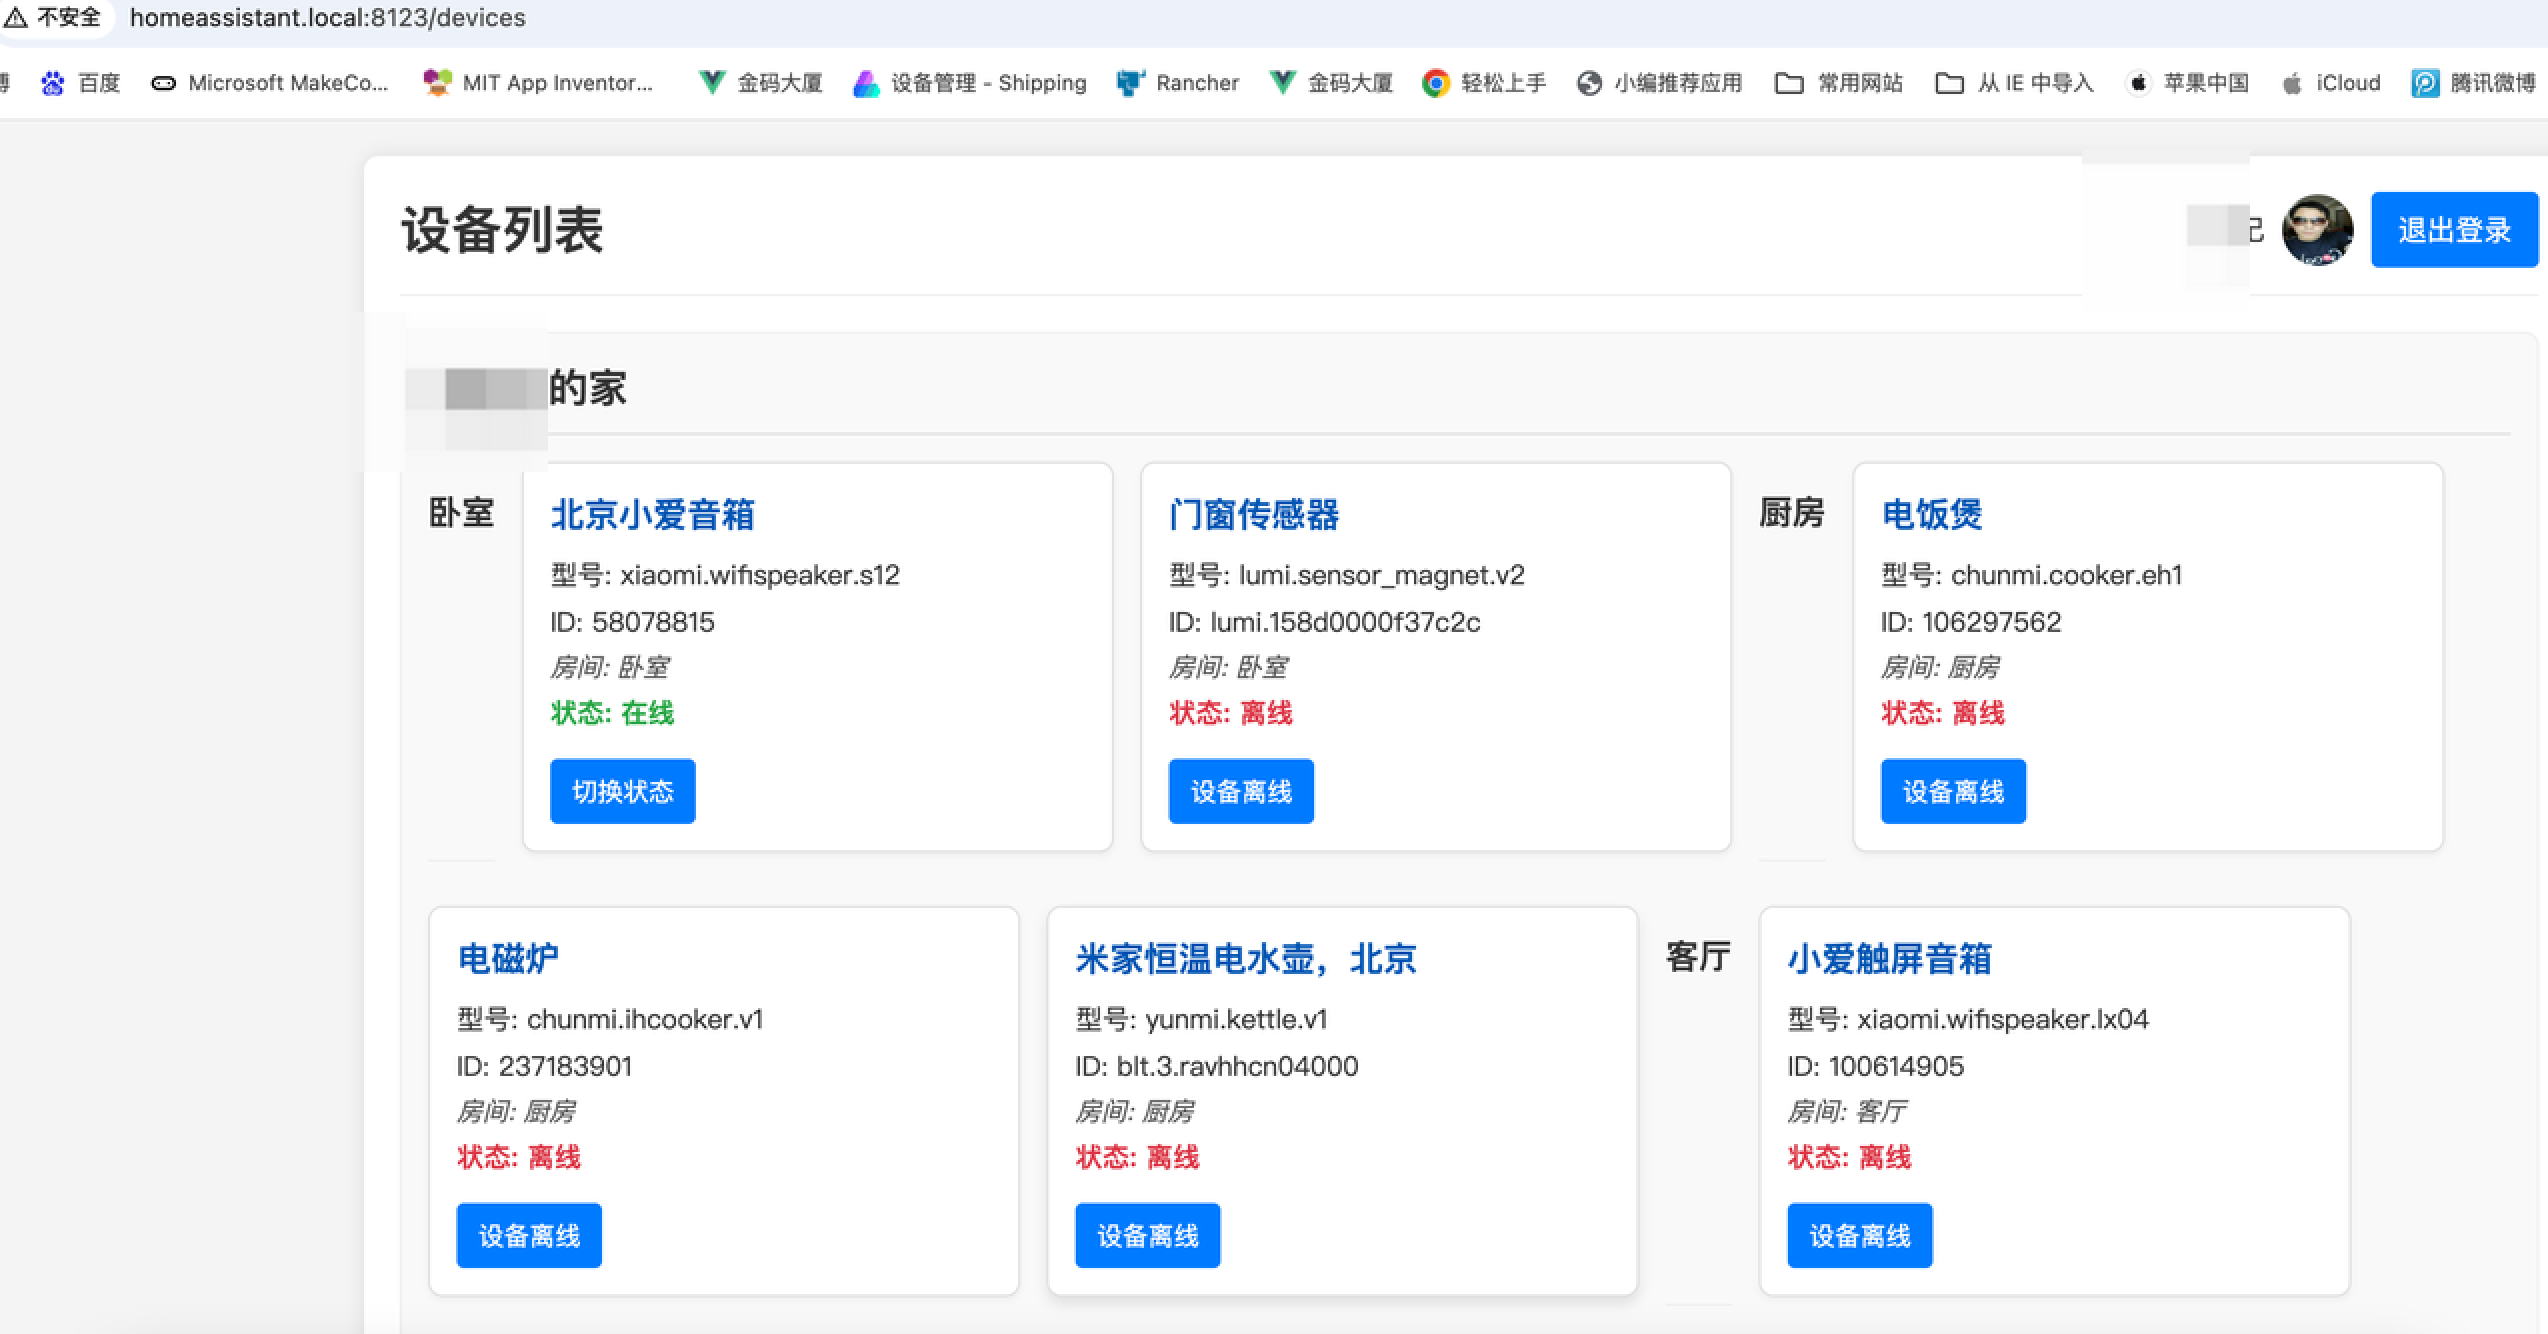 不安全 homeassistant.local:8123/devices
百度 Microsoft MakeCo... MIT App Inventor... 金码大厦 设备管理 - Shipping Rancher 金码大厦 轻松上手 小编推荐应用 常用网站 从 IE 中导入 苹果中国 iCloud 腾讯微博
设备列表
退出登录
的家
卧室
北京小爱音箱
型号: xiaomi.wifispeaker.s12
ID: 58078815
房间: 卧室
状态: 在线
切换状态
门窗传感器
型号: lumi.sensor_magnet.v2
ID: lumi.158d0000f37c2c
房间: 卧室
状态: 离线
设备离线
厨房
电饭煲
型号: chunmi.cooker.eh1
ID: 106297562
房间: 厨房
状态: 离线
设备离线
电磁炉
型号: chunmi.ihcooker.v1
ID: 237183901
房间: 厨房
状态: 离线
设备离线
米家恒温电水壶，北京
型号: yunmi.kettle.v1
ID: blt.3.ravhhcn04000
房间: 厨房
状态: 离线
设备离线
客厅
小爱触屏音箱
型号: xiaomi.wifispeaker.lx04
ID: 100614905
房间: 客厅
状态: 离线
设备离线